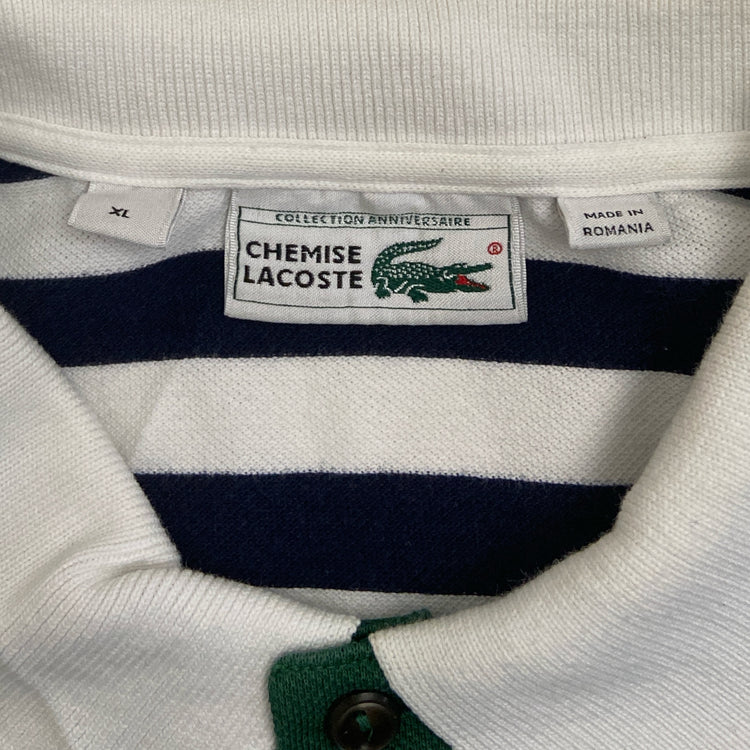 XL
COLLECTION ANNIVERSAIRE
CHEMISE
LACOSTE
®
MADE IN
ROMANIA